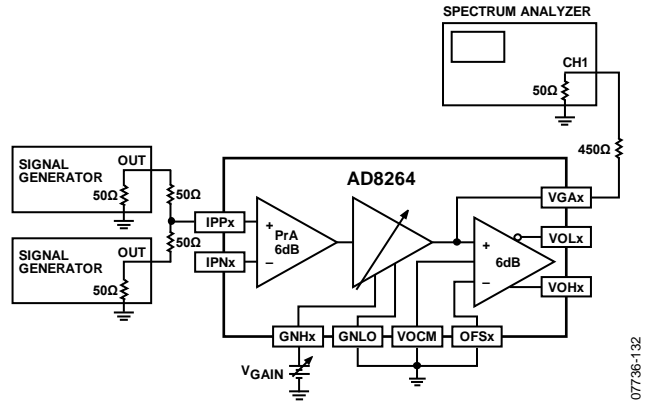 SPECTRUM ANALYZER
CH1
50Ω
450Ω
SIGNAL
GENERATOR
OUT
50Ω
50Ω
SIGNAL
GENERATOR
OUT
50Ω
50Ω
AD8264
IPPx
IPNx
+
PrA
6dB
–
+
6dB
–
VGAx
VOLx
VOHx
GNHx
GNLO
VOCM
OFSx
VGAIN
07736-132